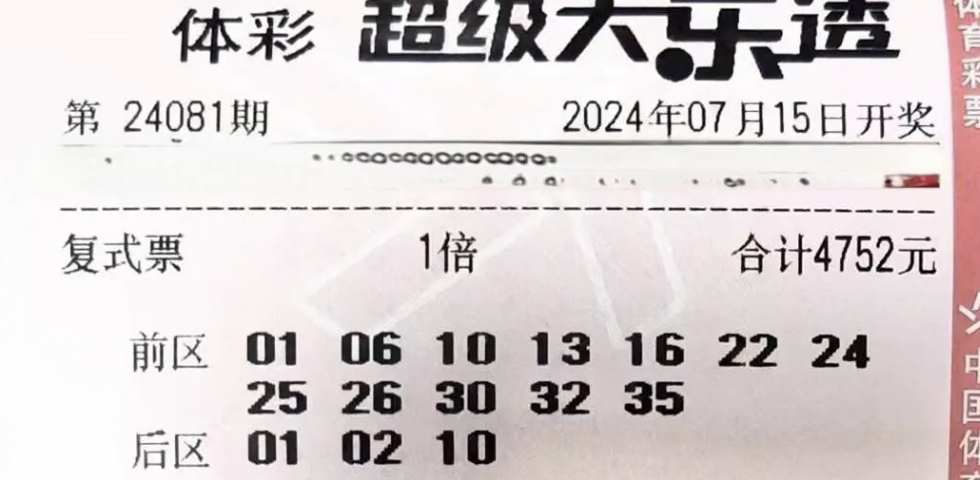 体彩 超级大乐透
第 24081期 2024年07月15日开奖
复式票 1倍 合计4752元
前区 01 06 10 13 16 22 24
25 26 30 32 35
后区 01 02 10
体育彩票
中国体